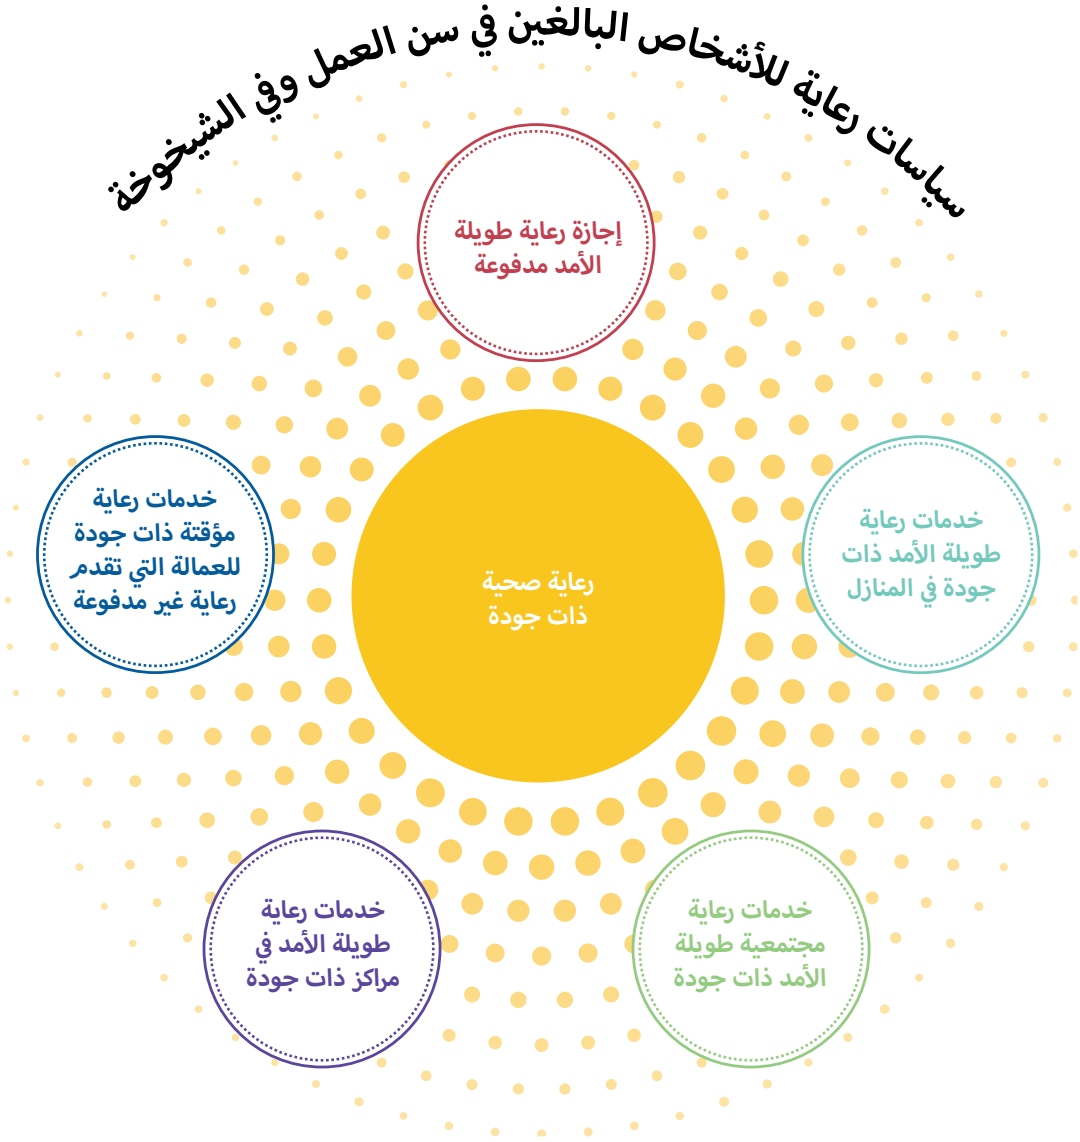 سياسات رعاية للأشخاص البالغين في سن العمل وفي الشيخوخة
إجازة رعاية طويلة
الأمد مدفوعة
خدمات رعاية
طويلة الأمد ذات
جودة في المنازل
خدمات رعاية
مجتمعية طويلة
الأمد ذات جودة
خدمات رعاية
طويلة الأمد في
مراكز ذات جودة
خدمات رعاية
مؤقتة ذات جودة
للعمالة التي تقدم
رعاية غير مدفوعة
رعاية صحية
ذات جودة